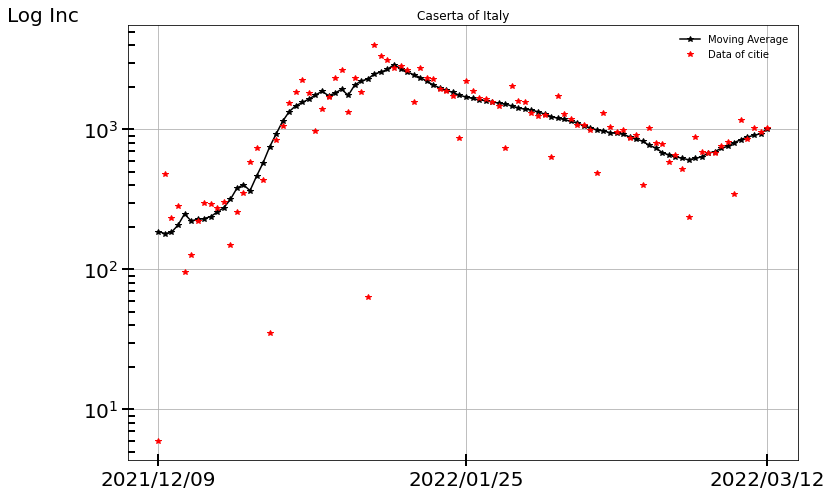 Log Inc
Caserta of Italy
Moving Average
Data of citie
10³
10²
10¹
2021/12/09
2022/01/25
2022/03/12